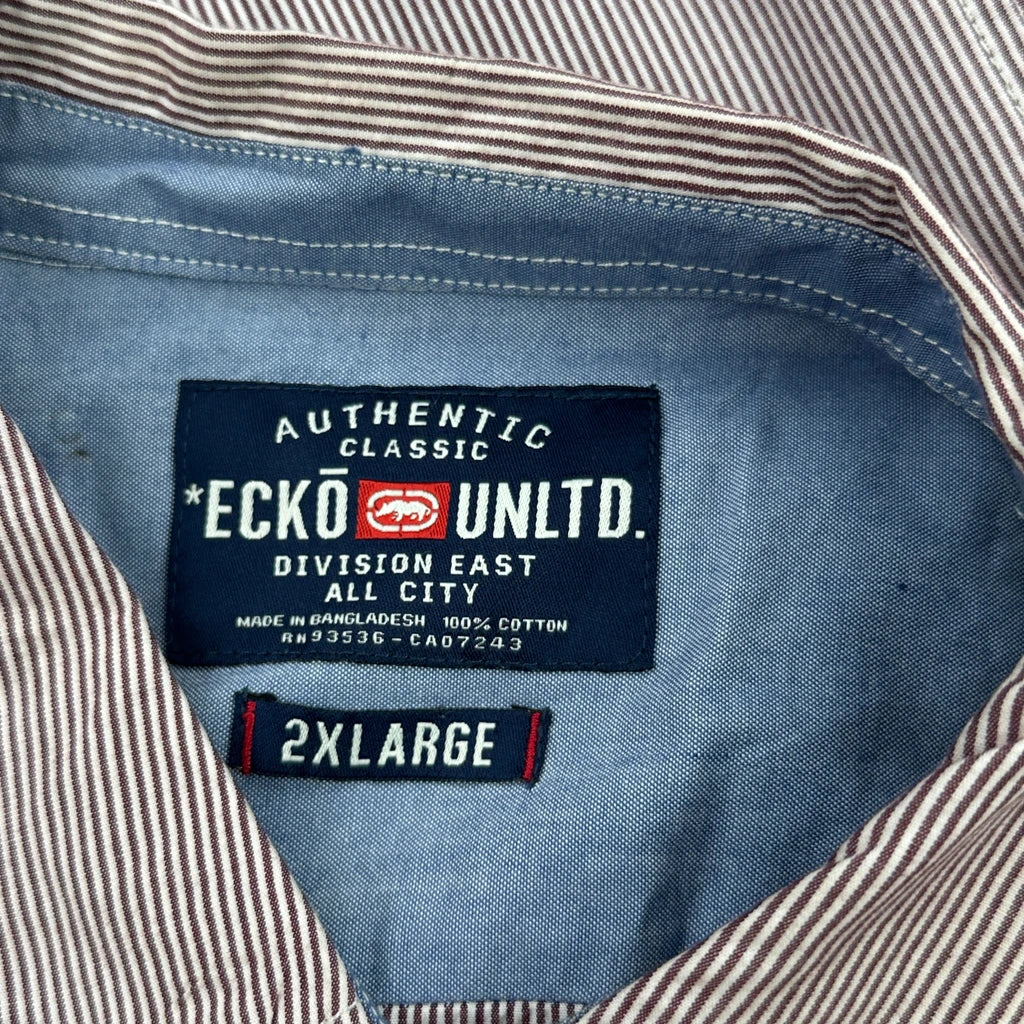 AUTHENTIC
CLASSIC
*ECKŌ UNLTD.
DIVISION EAST
ALL CITY
MADE IN BANGLADESH 100% COTTON
RN93536-CA07243
2XLARGE